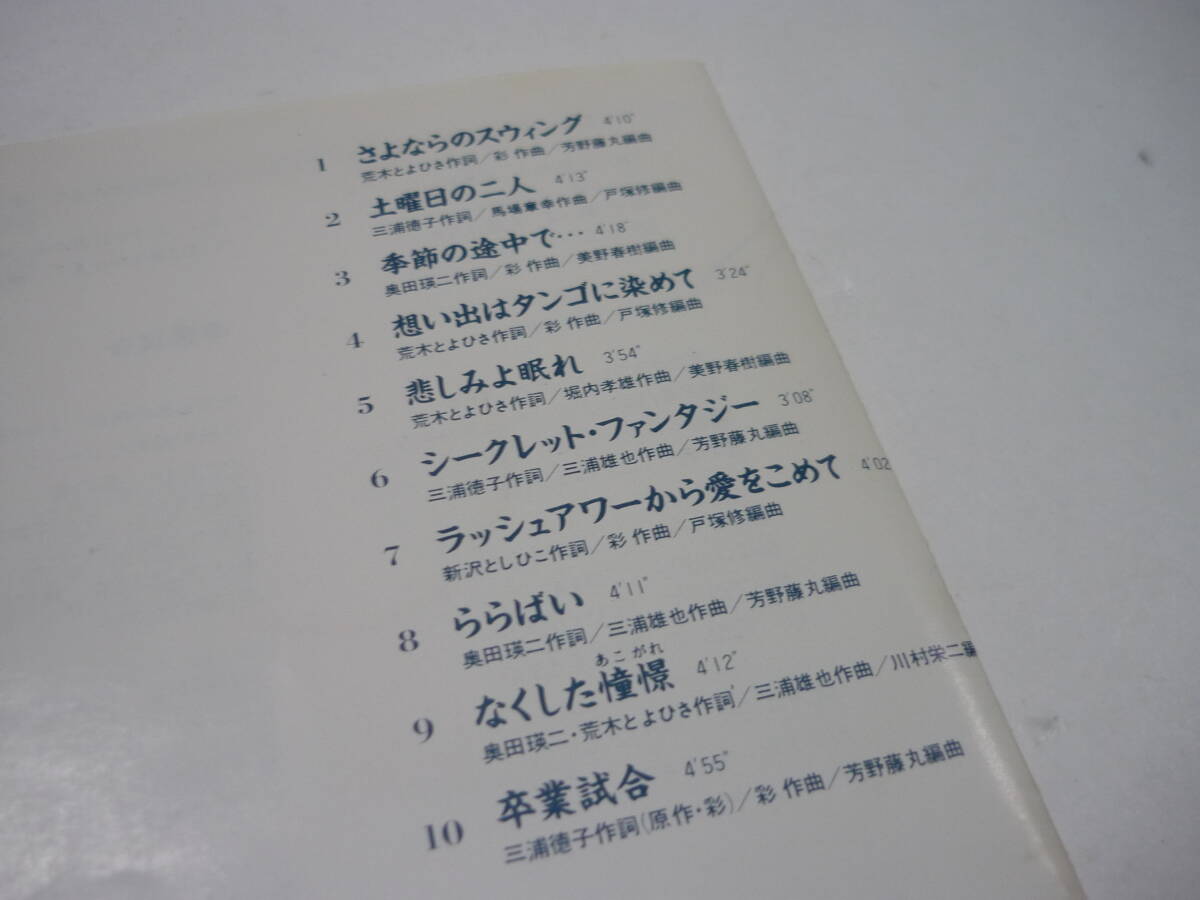 1 さよならのスウィング 4'10"
荒木とよひさ作詞/彩 作曲/芳野藤丸編曲
2 土曜日の二人 4'13"
三浦徳子作詞/馬場章幸作曲/戸塚修編曲
3 季節の途中で… 4'18"
奥田瑛二作詞/彩 作曲/美野春樹編曲
4 想い出はタンゴに染めて 3'24"
荒木とよひさ作詞/彩 作曲/戸塚修編曲
5 悲しみよ眠れ 3'54"
荒木とよひさ作詞/堀内孝雄作曲/美野春樹編曲
6 シークレット・ファンタジー 3'08"
三浦徳子作詞/三浦雄也作曲/芳野藤丸編曲
7 ラッシュアワーから愛をこめて 4'02
新沢としひこ作詞/彩 作曲/戸塚修編曲
8 ららばい 4'11"
奥田瑛二作詞/三浦雄也作曲/芳野藤丸編曲
あこがれ
9 なくした憧憬 4'12"
奥田瑛二・荒木とよひさ作詞/三浦雄也作曲/川村栄二編
10 卒業試合 4'55"
三浦徳子作詞(原作・彩)/彩 作曲/芳野藤丸編曲